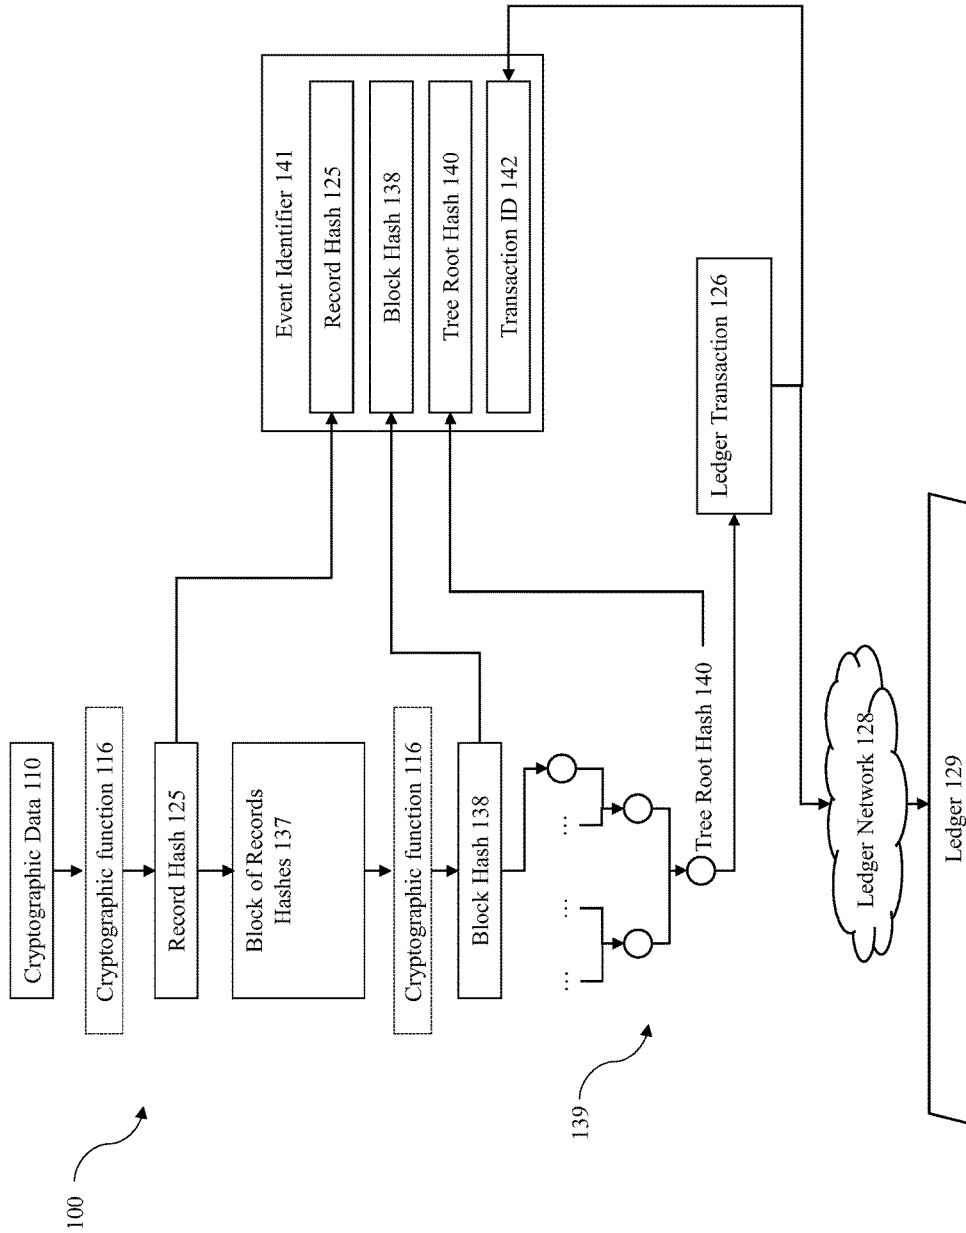 100
Cryptographic Data 110
Cryptographic function 116
Record Hash 125
Block of Records
Hashes 137
Cryptographic function 116
Block Hash 138
139
...
...
...
...
Tree Root Hash 140
Event Identifier 141
Record Hash 125
Block Hash 138
Tree Root Hash 140
Transaction ID 142
Ledger Transaction 126
Ledger Network 128
Ledger 129